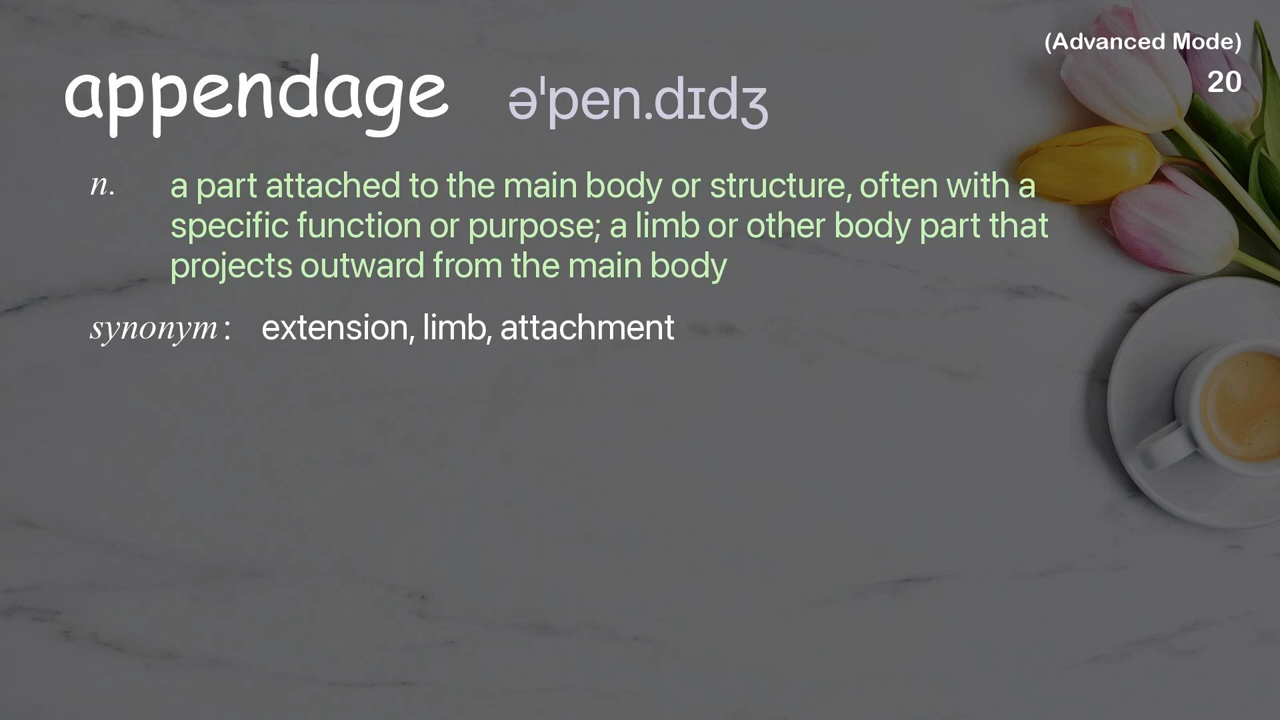 (Advanced Mode)
20
appendage əˈpen.dɪdʒ
n. a part attached to the main body or structure, often with a
specific function or purpose; a limb or other body part that
projects outward from the main body
synonym: extension, limb, attachment